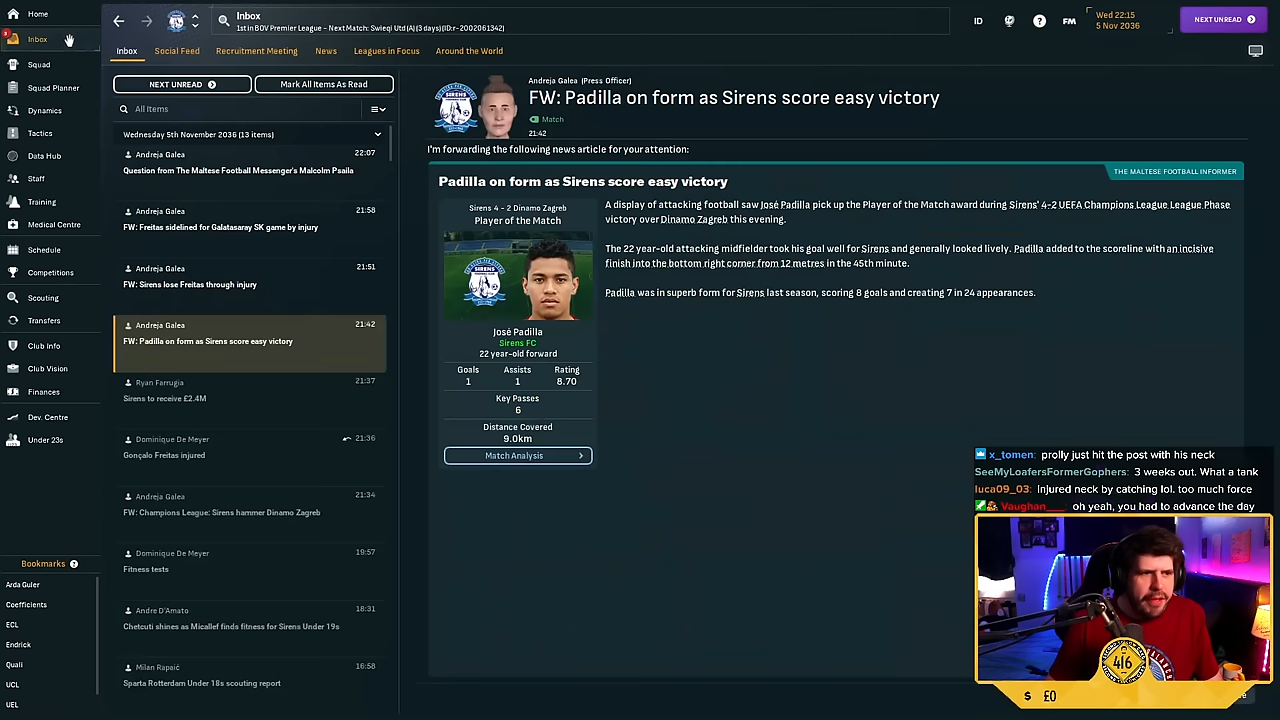 Home
Inbox
3
Squad
Squad Planner
Dynamics
Tactics
Data Hub
Staff
Training
Medical Centre
Schedule
Competitions
Scouting
Transfers
Club Info
Club Vision
Finances
Dev. Centre
Under 23s
Bookmarks
Arda Guler
Coefficients
ECL
Endrick
Quali
UCL
UEL
Inbox
1st in BOV Premier League - Next Match: Swieqi Utd (A) (3 days) (ID:r-2002061342)
ID
FM
Wed 22:15
5 Nov 2036
NEXT UNREAD
Inbox
Social Feed
Recruitment Meeting
News
Leagues in Focus
Around the World
NEXT UNREAD
Mark All Items As Read
All Items
Wednesday 5th November 2036 (13 items)
Andreja Galea 22:07
Question from The Maltese Football Messenger's Malcolm Psaila
Andreja Galea 21:58
FW: Freitas sidelined for Galatasaray SK game by injury
Andreja Galea 21:51
FW: Sirens lose Freitas through injury
Andreja Galea 21:42
FW: Padilla on form as Sirens score easy victory
Ryan Farrugia 21:37
Sirens to receive £2.4M
Dominique De Meyer 21:36
Gonçalo Freitas injured
Andreja Galea 21:34
FW: Champions League: Sirens hammer Dinamo Zagreb
Dominique De Meyer 19:57
Fitness tests
Andre D'Amato 18:31
Chetcuti shines as Micallef finds fitness for Sirens Under 19s
Milan Rapaić 16:58
Sparta Rotterdam Under 18s scouting report
Andreja Galea (Press Officer)
FW: Padilla on form as Sirens score easy victory
Match
21:42
I'm forwarding the following news article for your attention:
THE MALTESE FOOTBALL INFORMER
Padilla on form as Sirens score easy victory
Sirens 4 - 2 Dinamo Zagreb
Player of the Match
SIRENS
José Padilla
Sirens FC
22 year-old forward
Goals Assists Rating
1 1 8.70
Key Passes
6
Distance Covered
9.0km
Match Analysis
A display of attacking football saw José Padilla pick up the Player of the Match award during Sirens' 4-2 UEFA Champions League League Phase
victory over Dinamo Zagreb this evening.
The 22 year-old attacking midfielder took his goal well for Sirens and generally looked lively. Padilla added to the scoreline with an incisive
finish into the bottom right corner from 12 metres in the 45th minute.
Padilla was in superb form for Sirens last season, scoring 8 goals and creating 7 in 24 appearances.
x_tomen: prolly just hit the post with his neck
SeeMyLoafersFormerGophers: 3 weeks out. What a tank
luca09_03: Injured neck by catching lol. too much force
Vaughan___: oh yeah, you had to advance the day
416
$ £0